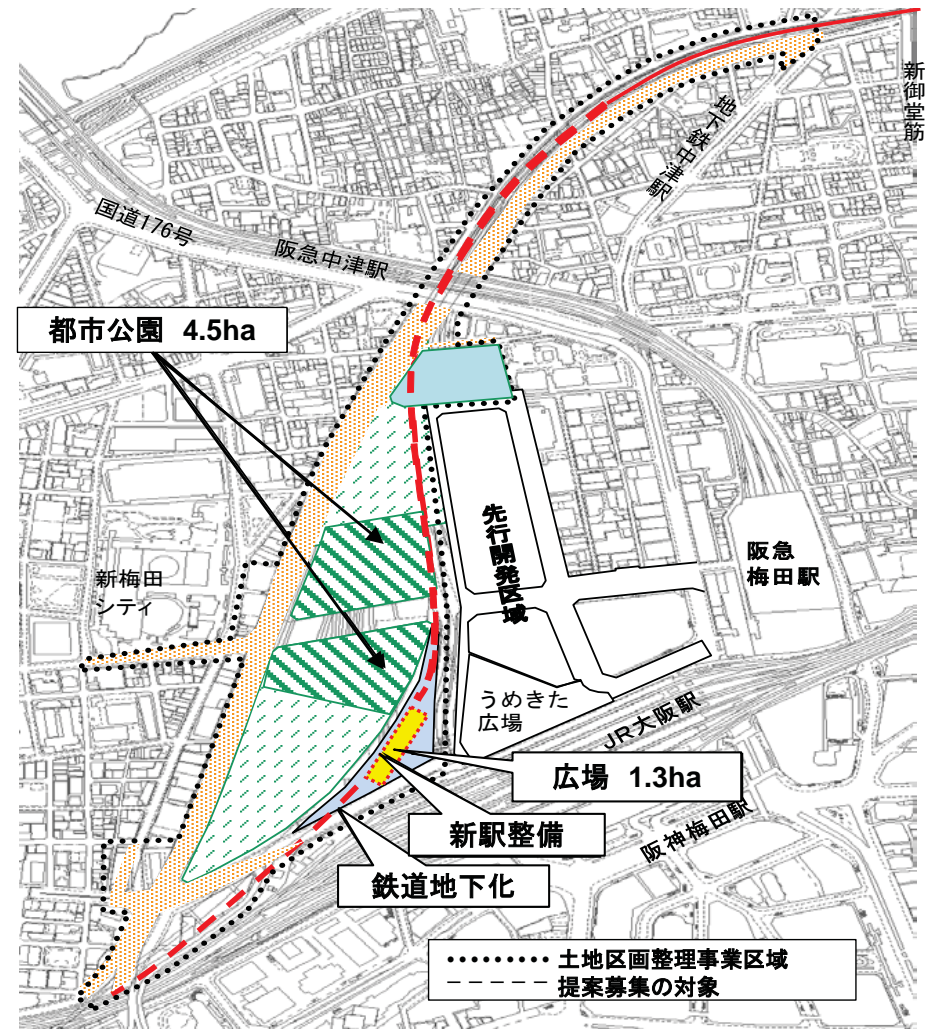 新御堂筋
地下鉄中津駅
国道176号
阪急中津駅
都市公園 4.5ha
先行開発区域
阪急
梅田駅
新梅田
シティ
うめきた
広場
JR大阪駅
広場 1.3ha
阪神梅田駅
新駅整備
鉄道地下化
土地区画整理事業区域
提案募集の対象